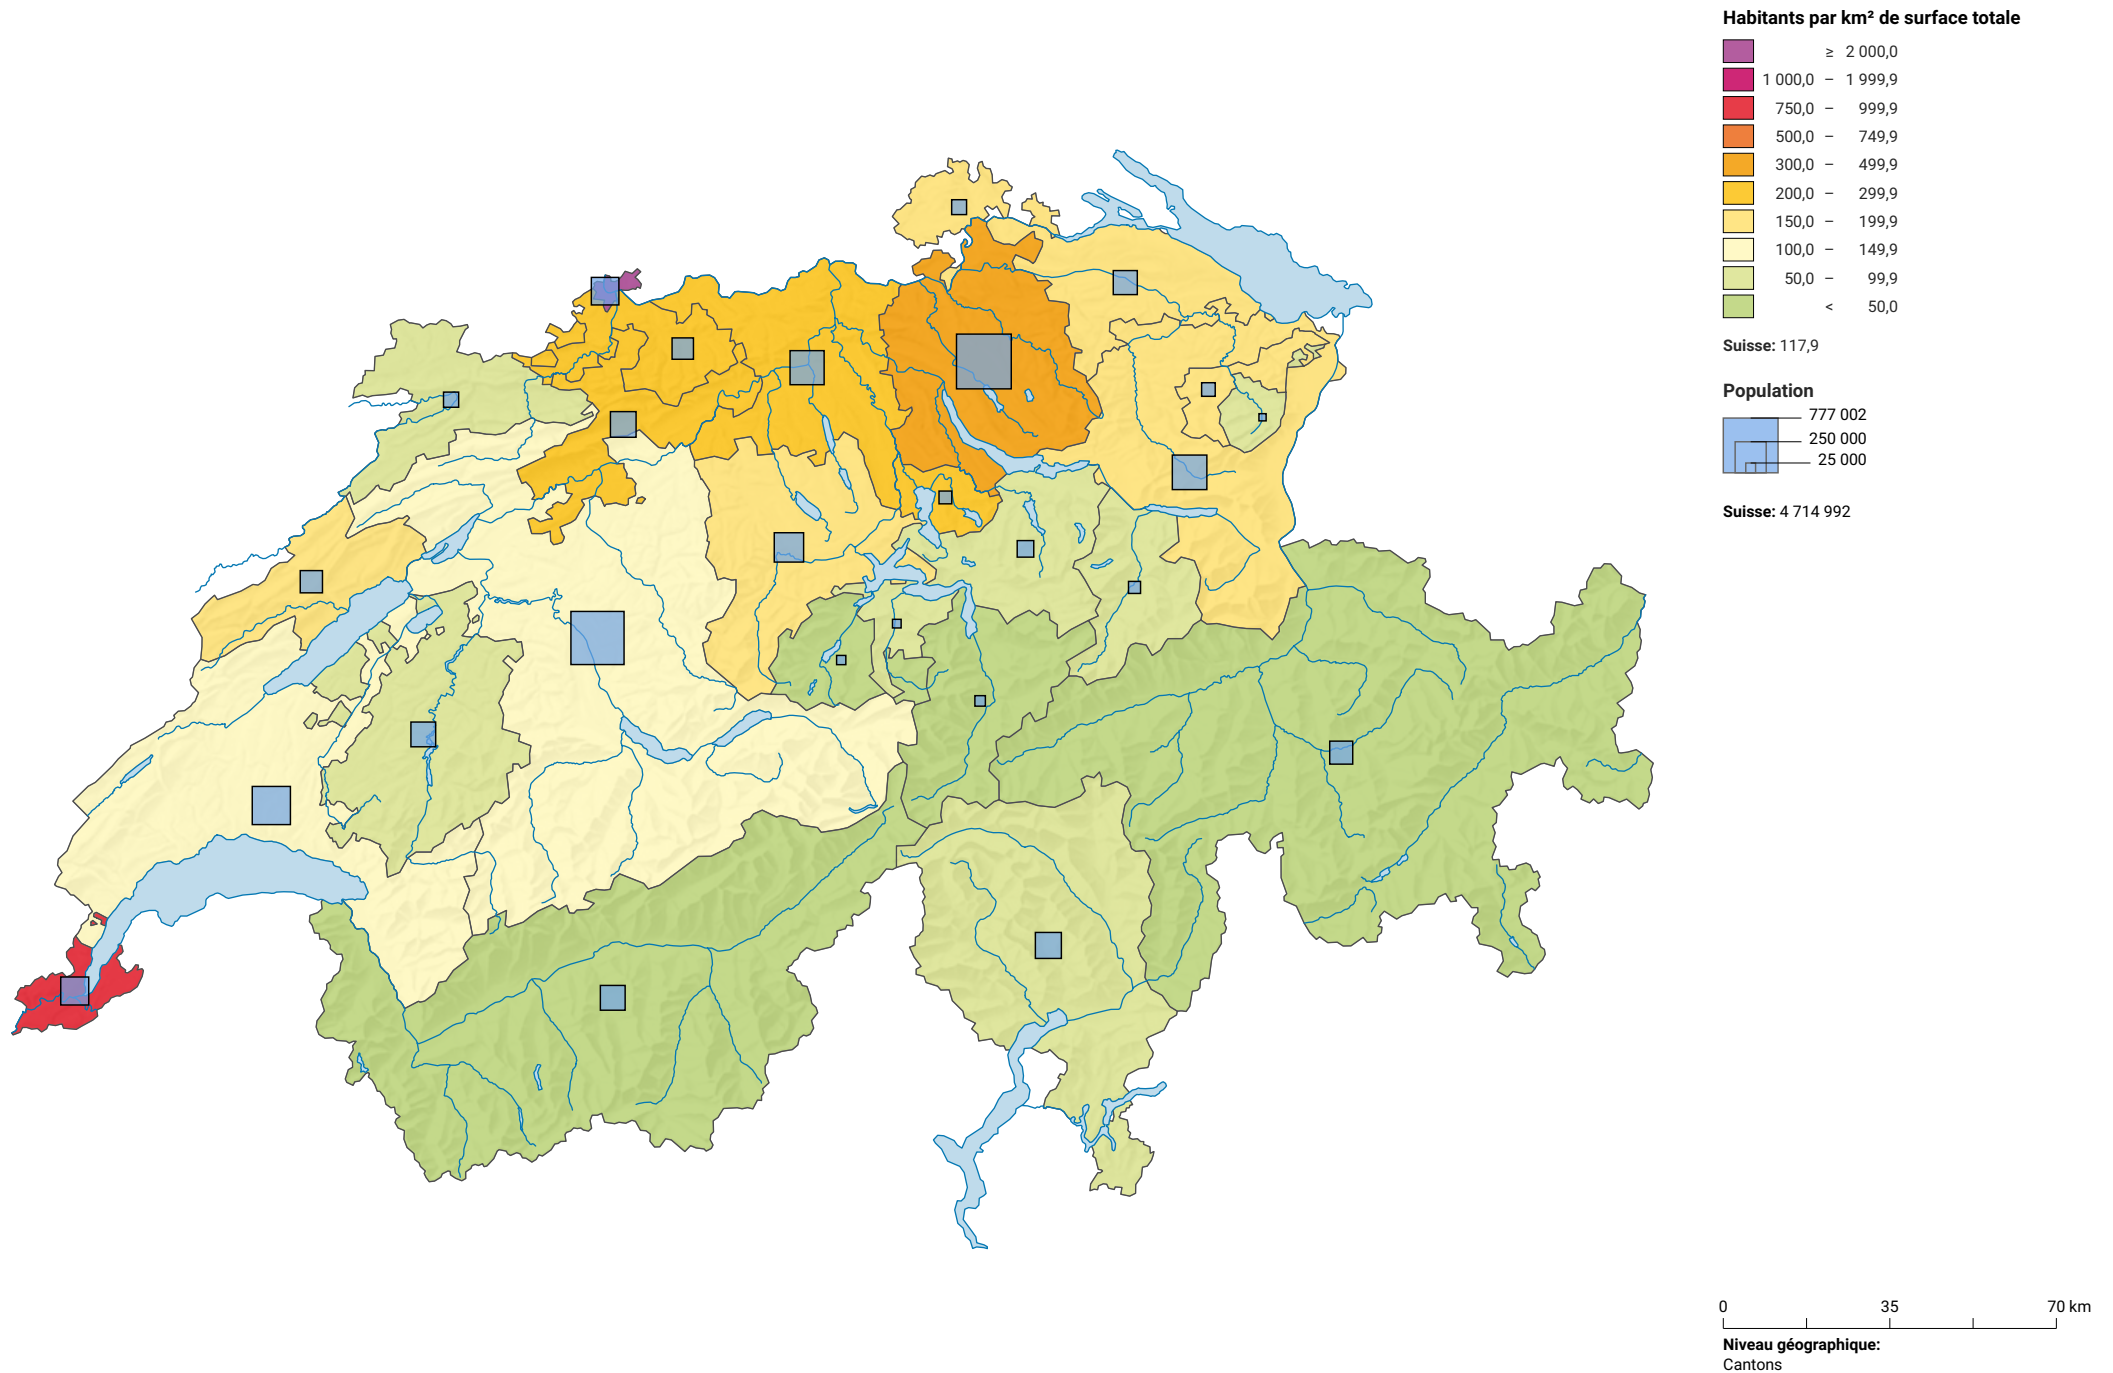 Habitants par km² de surface totale
≥ 2 000,0
1 000,0 – 1 999,9
750,0 – 999,9
500,0 – 749,9
300,0 – 499,9
200,0 – 299,9
150,0 – 199,9
100,0 – 149,9
50,0 – 99,9
< 50,0
Suisse: 117,9
Population
777 002
250 000
25 000
Suisse: 4 714 992
0 35 70 km
Niveau géographique:
Cantons